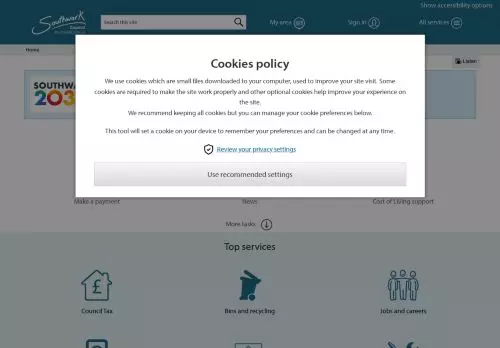 Show accessibility options
Southwark
Council
Search this site
My area
Sign in
All services
Home
Listen
SOUTHWA
203
Cookies policy
We use cookies which are small files downloaded to your computer, used to improve your site visit. Some
cookies are required to make the site work properly and other optional cookies help improve your experience on
the site.
We recommend keeping all cookies but you can manage your cookie preferences below.
This tool will set a cookie on your device to remember your preferences and can be changed at any time.
Review your privacy settings
Use recommended settings
Make a payment
News
Cost of Living support
More tasks
Top services
Council Tax
Bins and recycling
Jobs and careers